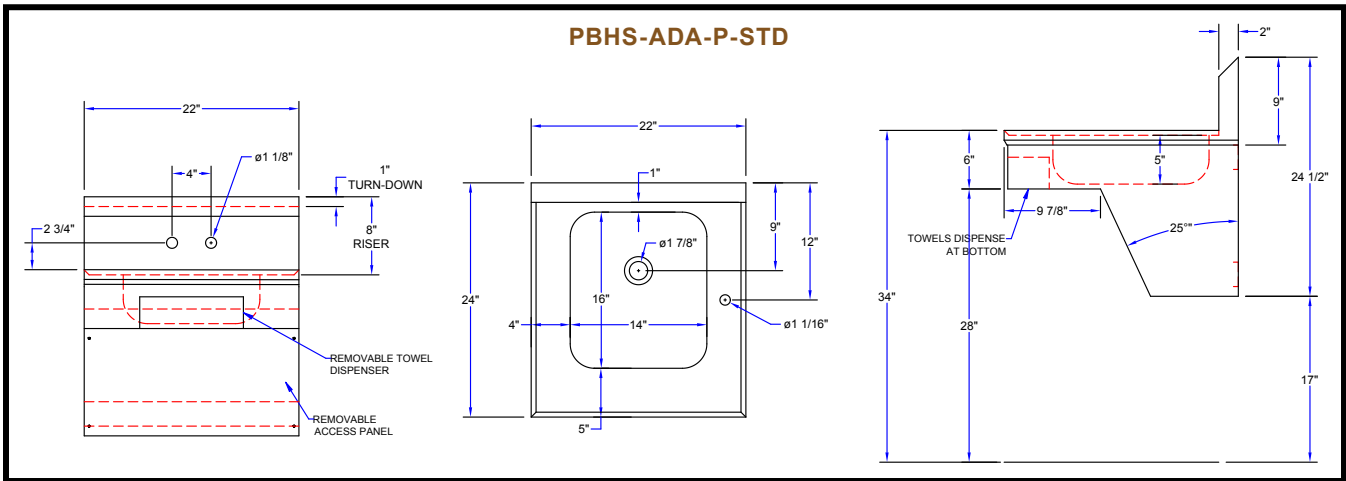 PBHS-ADA-P-STD
22"
4"
ø1 1/8"
1"
TURN-DOWN
2 3/4"
8"
RISER
REMOVABLE TOWEL
DISPENSER
REMOVABLE
ACCESS PANEL
22"
1"
9"
12"
ø1 7/8"
24"
16"
4"
14"
ø1 1/16"
5"
2"
9"
6"
5"
24 1/2"
9 7/8"
TOWELS DISPENSE
AT BOTTOM
25°"
34"
28"
17"